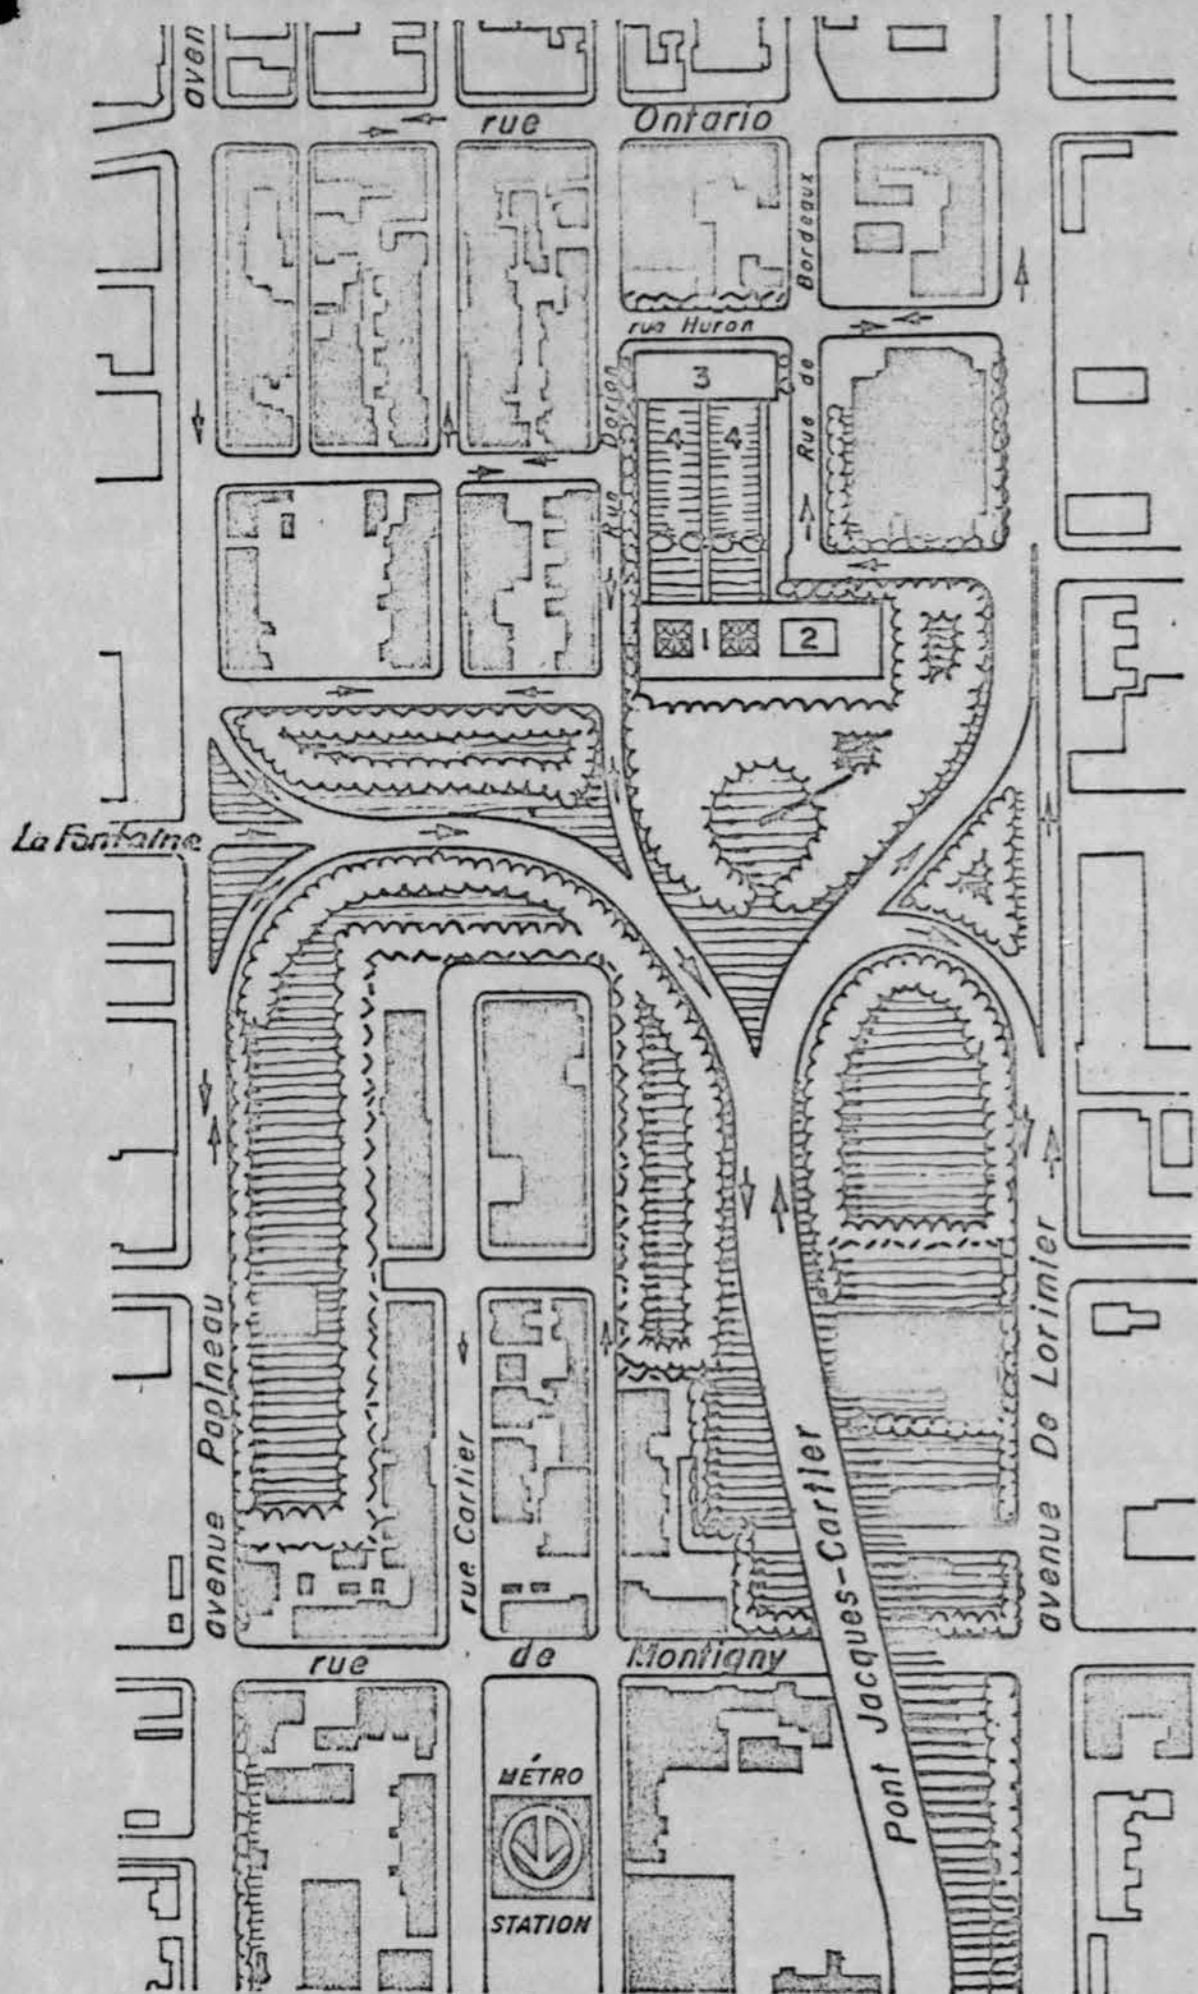 aven
rue Ontario
Bordeaux
rue Huron
3
Dorion
Rue de
4 4
Rue
1 2
La Fontaine
avenue Papineau
rue Cartier
Pont Jacques-Cartier
avenue De Lorimier
rue de Montigny
MÉTRO
STATION